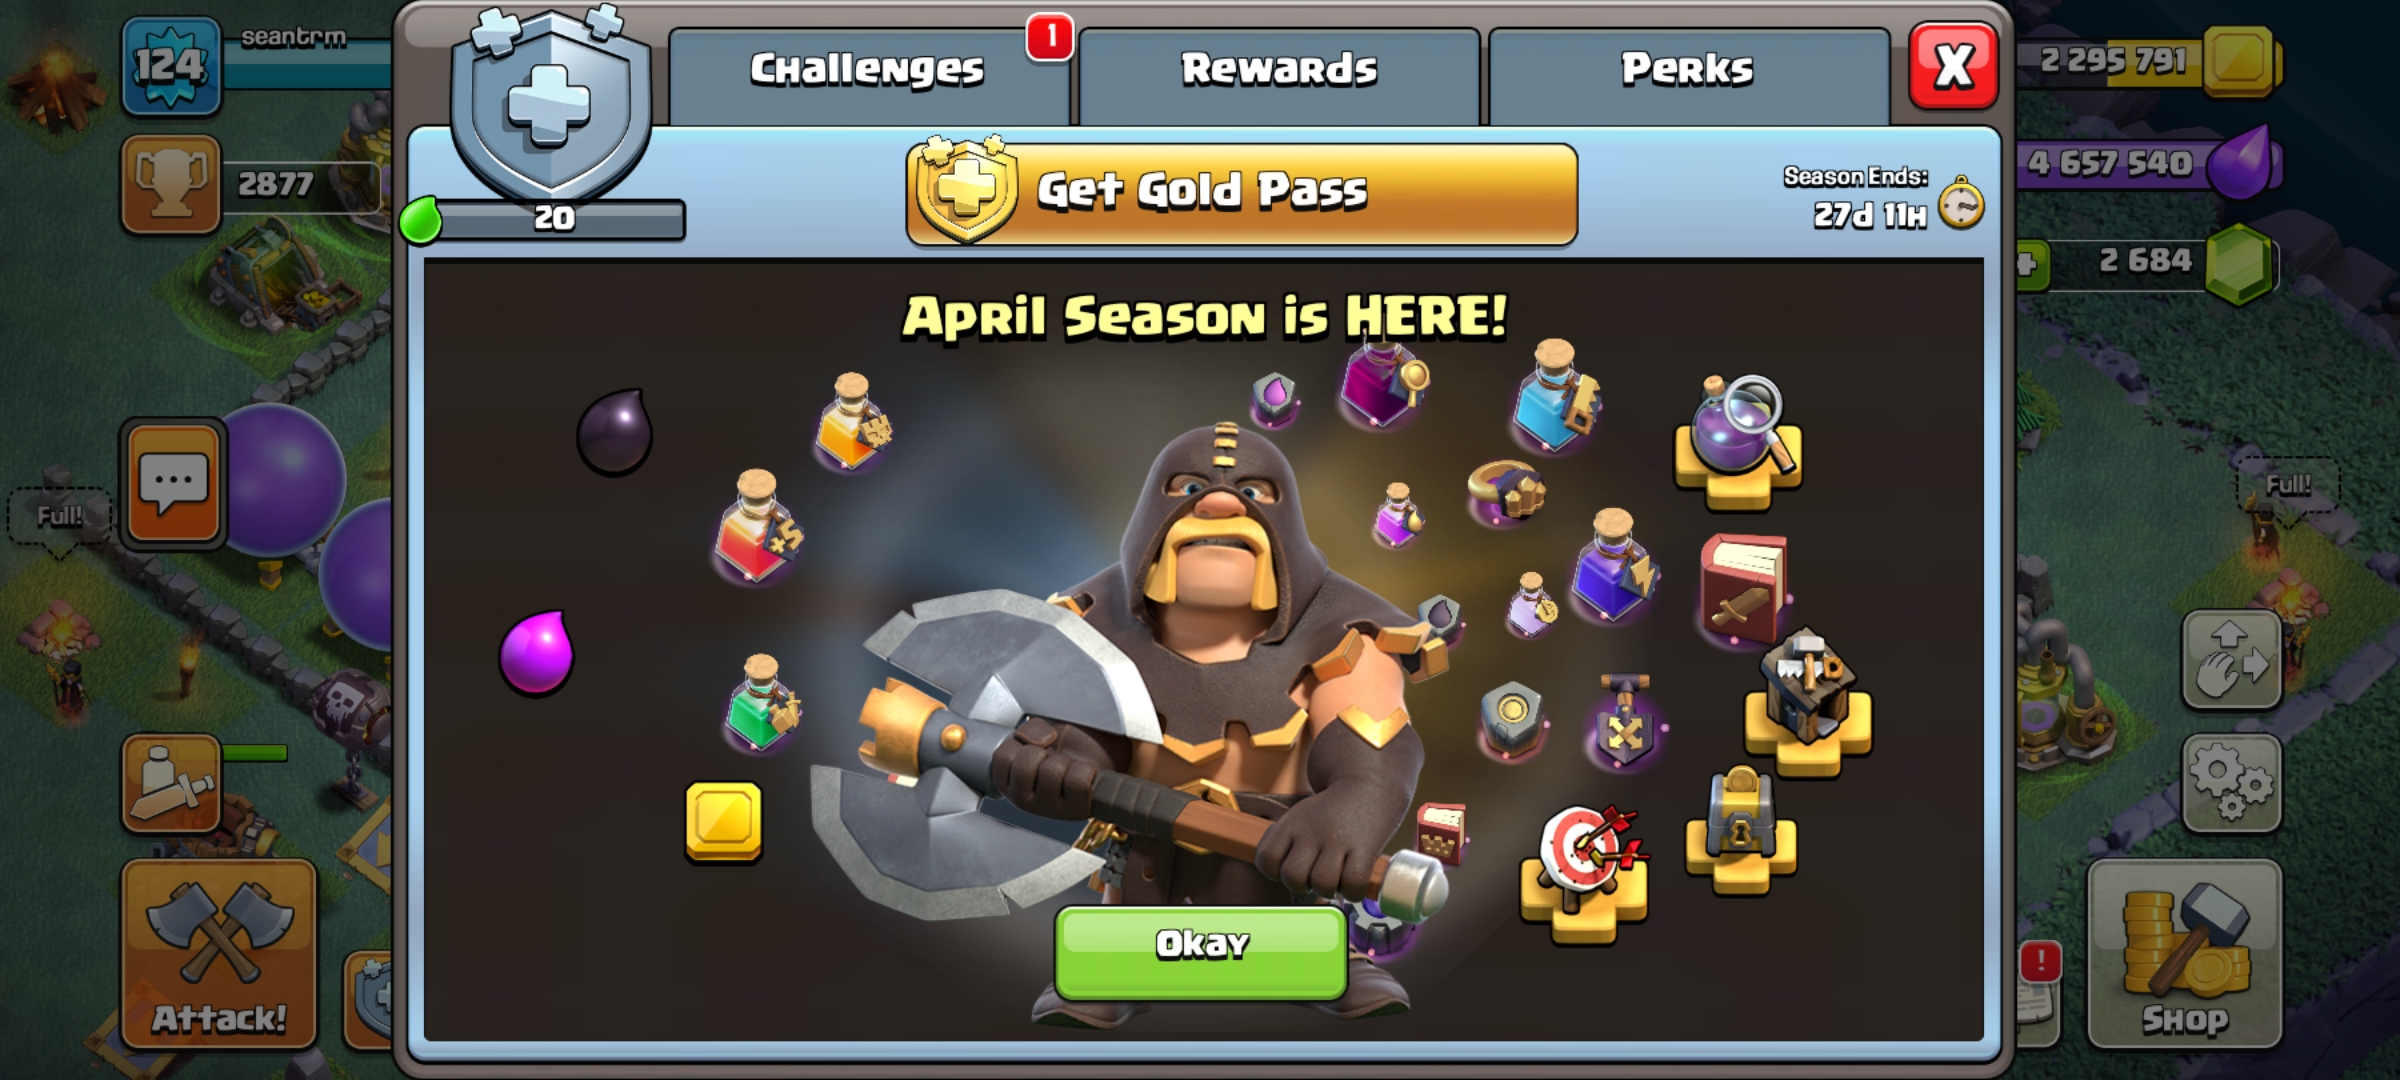 124
seantrm
2877
Full!
Attack!
Challenges
1
Rewards
Perks
X
20
Get Gold Pass
Season Ends:
27d 11H
April Season is HERE!
+5
Okay
2 295 791
4 657 540
2 684
Full!
!
Shop